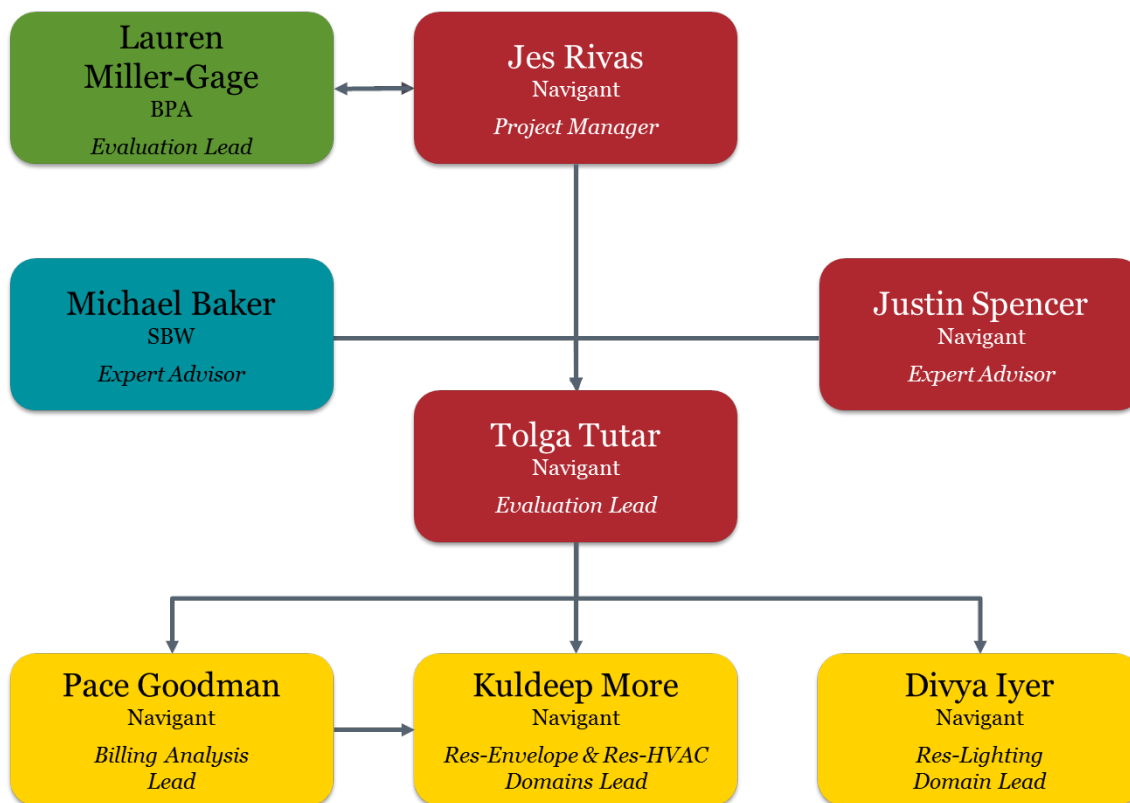 Lauren
Miller-Gage
BPA
Evaluation Lead
Jes Rivas
Navigant
Project Manager
Michael Baker
SBW
Expert Advisor
Justin Spencer
Navigant
Expert Advisor
Tolga Tutar
Navigant
Evaluation Lead
Pace Goodman
Navigant
Billing Analysis
Lead
Kuldeep More
Navigant
Res-Envelope & Res-HVAC
Domains Lead
Divya Iyer
Navigant
Res-Lighting
Domain Lead